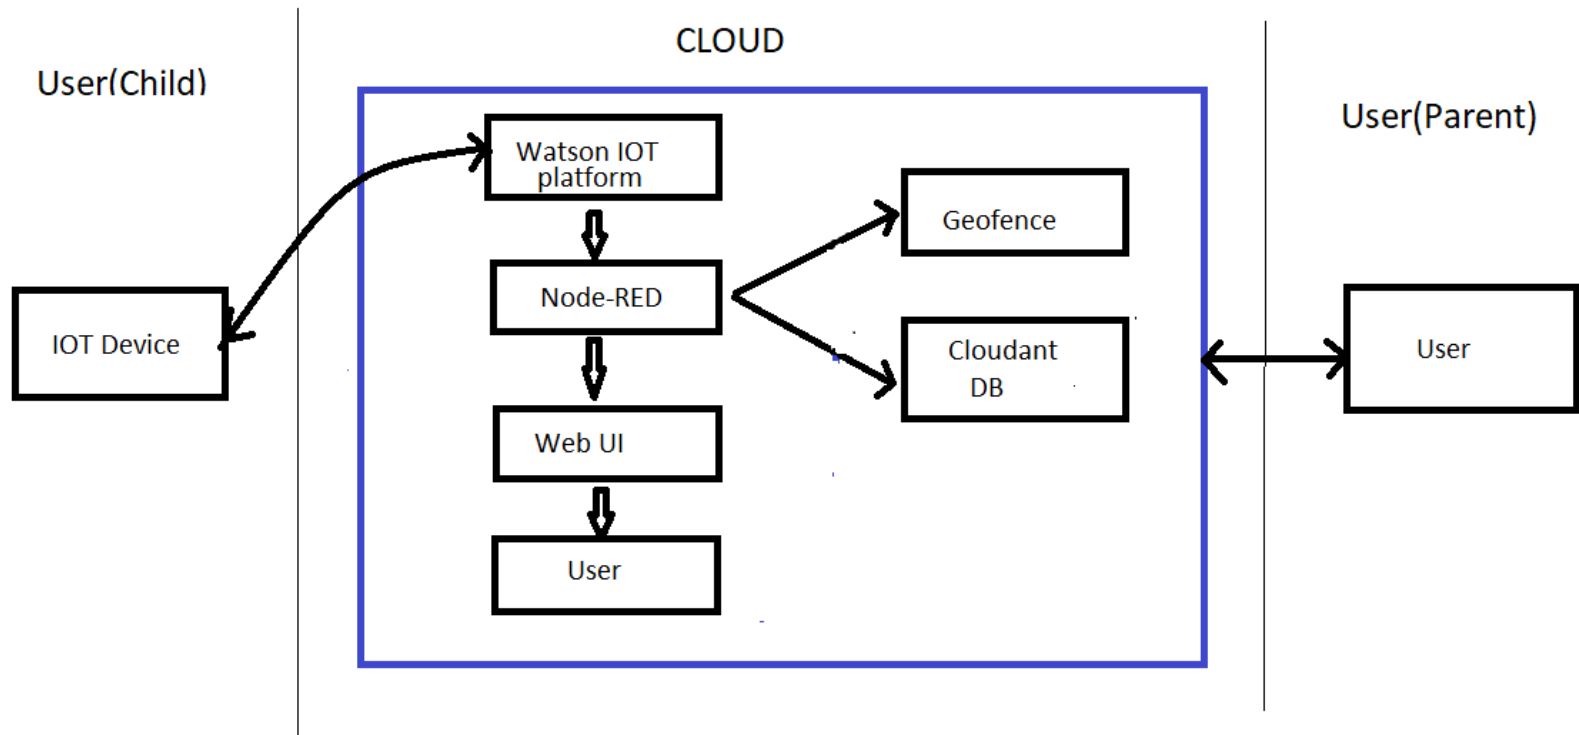 CLOUD
User(Child)
User(Parent)
Watson IOT
platform
Geofence
Node-RED
IOT Device
Cloudant
DB
User
Web UI
User